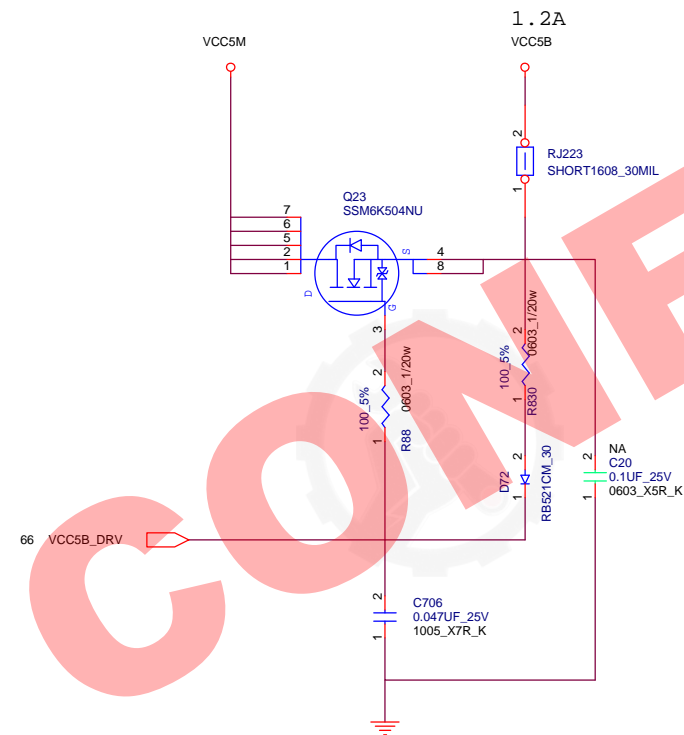 1.2A
VCC5M
VCC5B
2
RJ223
SHORT1608_30MIL
1
Q23
SSM6K504NU
7
6
5
2
1
4
8
S
D
G
3
2
100_5%
0603_1/20w
1
R88
2
100_5%
0603_1/20w
1
R830
2
D72
RB521CM_30
1
NA
2
C20
0.1UF_25V
0603_X5R_K
1
66 VCC5B_DRV
2
C706
0.047UF_25V
1005_X7R_K
1
CONF